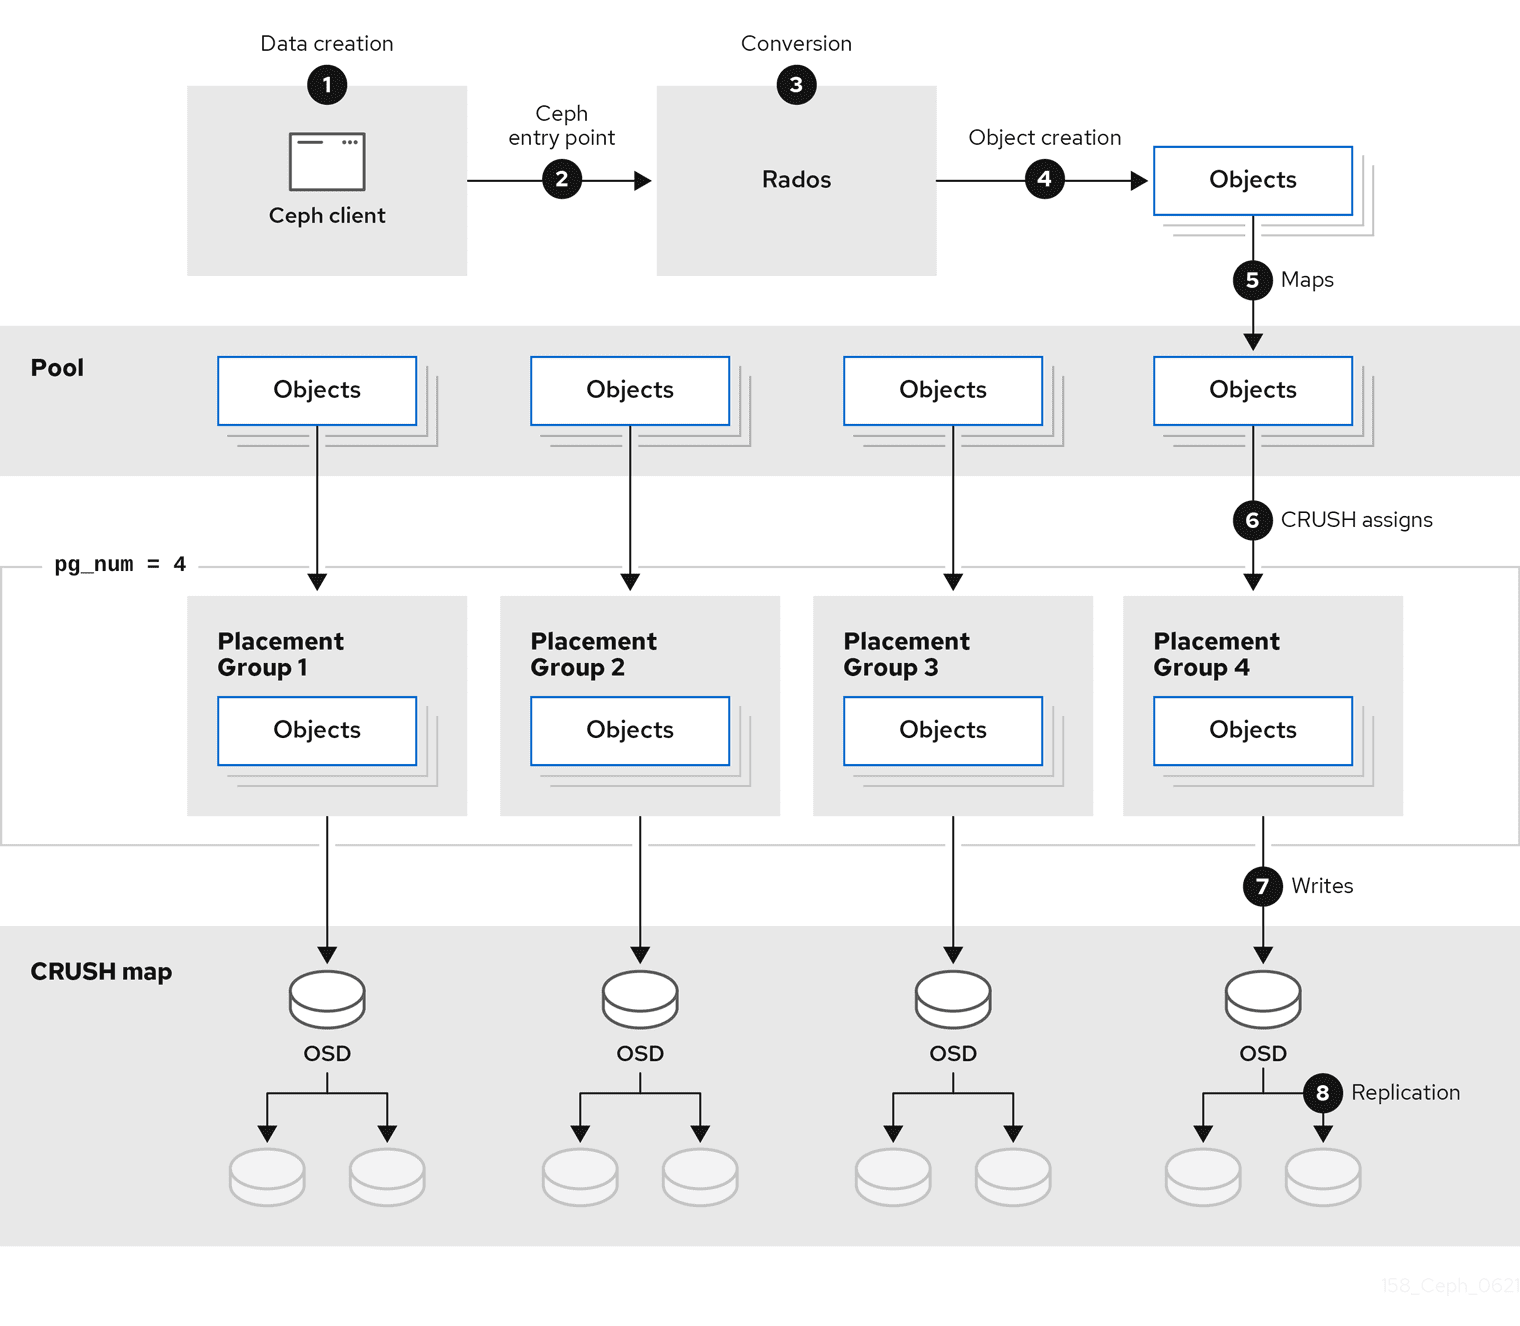 Data creation
1
Ceph client
Ceph
entry point
2
Conversion
3
Rados
Object creation
4
Objects
5 Maps
Pool
Objects Objects Objects Objects
6 CRUSH assigns
pg_num = 4
Placement
Group 1
Objects
Placement
Group 2
Objects
Placement
Group 3
Objects
Placement
Group 4
Objects
7 Writes
CRUSH map
OSD OSD OSD OSD
8 Replication
158_Ceph_0621